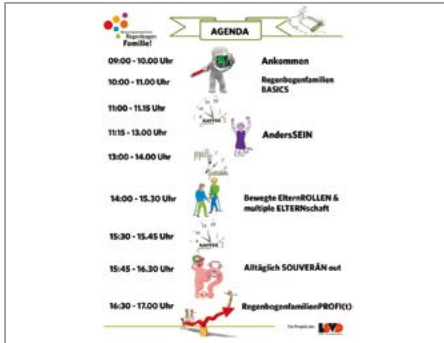 Regenbogen
Familie!
AGENDA
09:00 - 10.00 Uhr Ankommen
10:00 - 11.00 Uhr Regenbogenfamilien
BASICS
11:00 - 11.15 Uhr
KAFFEE
11:15 - 13.00 Uhr AndersSEIN
13:00 - 14.00 Uhr
14:00 - 15.30 Uhr Bewegte ElternROLLEN &
multiple ELTERNschaft
15:30 - 15.45 Uhr
KAFFEE
15:45 - 16.30 Uhr Alltäglich SOUVERÄN out
16:30 - 17.00 Uhr RegenbogenfamilienPROFI(t)
Ein Projekt des LSVD